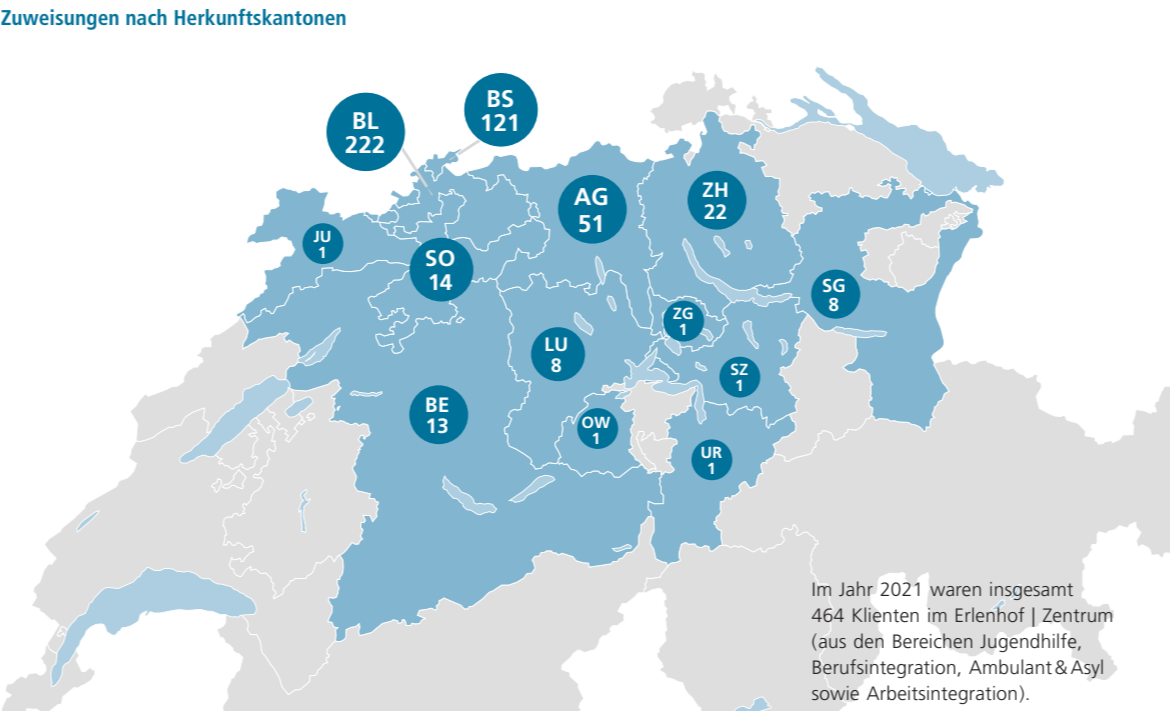 Zuweisungen nach Herkunftskantonen
BS
121
BL
222
AG
51
ZH
22
JU
1
SO
14
SG
8
ZG
1
LU
8
SZ
1
BE
13
OW
1
UR
1
Im Jahr 2021 waren insgesamt
464 Klienten im Erlenhof | Zentrum
(aus den Bereichen Jugendhilfe,
Berufsintegration, Ambulant & Asyl
sowie Arbeitsintegration).